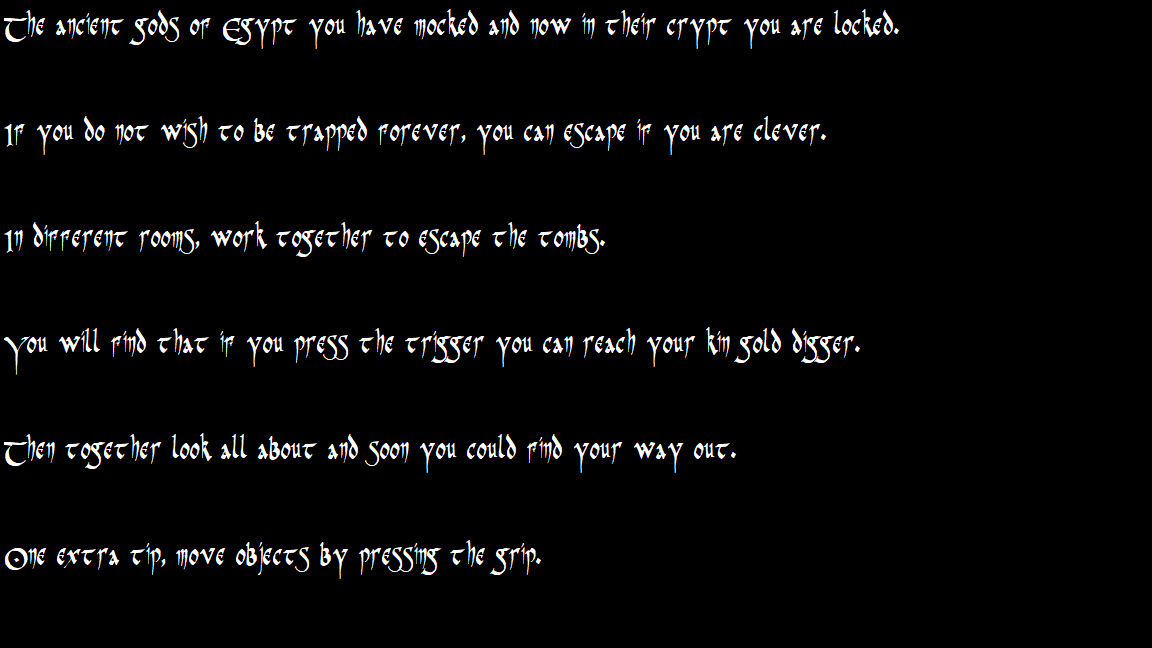 The ancient gods of Egypt you have mocked and now in their crypt you are locked.
If you do not wish to be trapped forever, you can escape if you are clever.
In different rooms, work together to escape the tombs.
You will find that if you press the trigger you can reach your kin gold digger.
Then together look all about and soon you could find your way out.
One extra tip, move objects by pressing the grip.